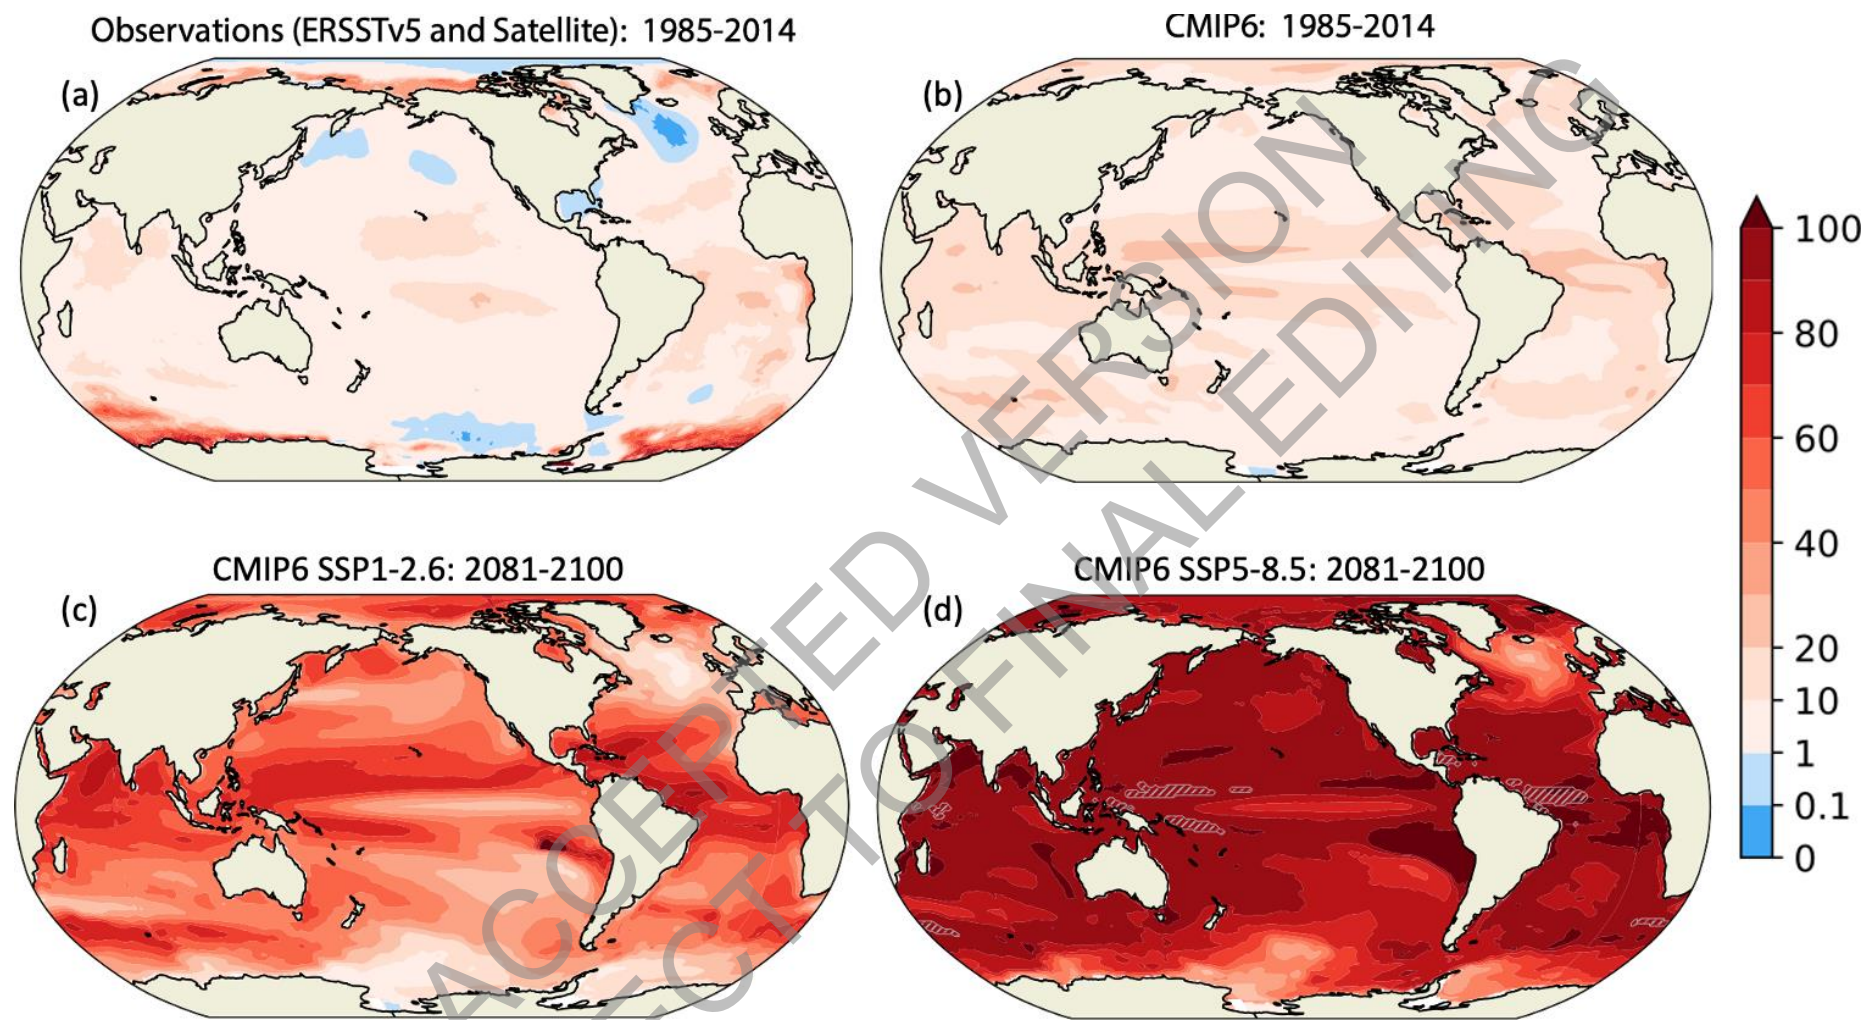 Observations (ERSSTv5 and Satellite): 1985-2014
CMIP6: 1985-2014
(a)
(b)
100
80
60
40
20
10
1
0.1
0
CMIP6 SSP1-2.6: 2081-2100
CMIP6 SSP5-8.5: 2081-2100
(c)
(d)
ACCEPTED VERSION
ECT TO FINAL EDITING